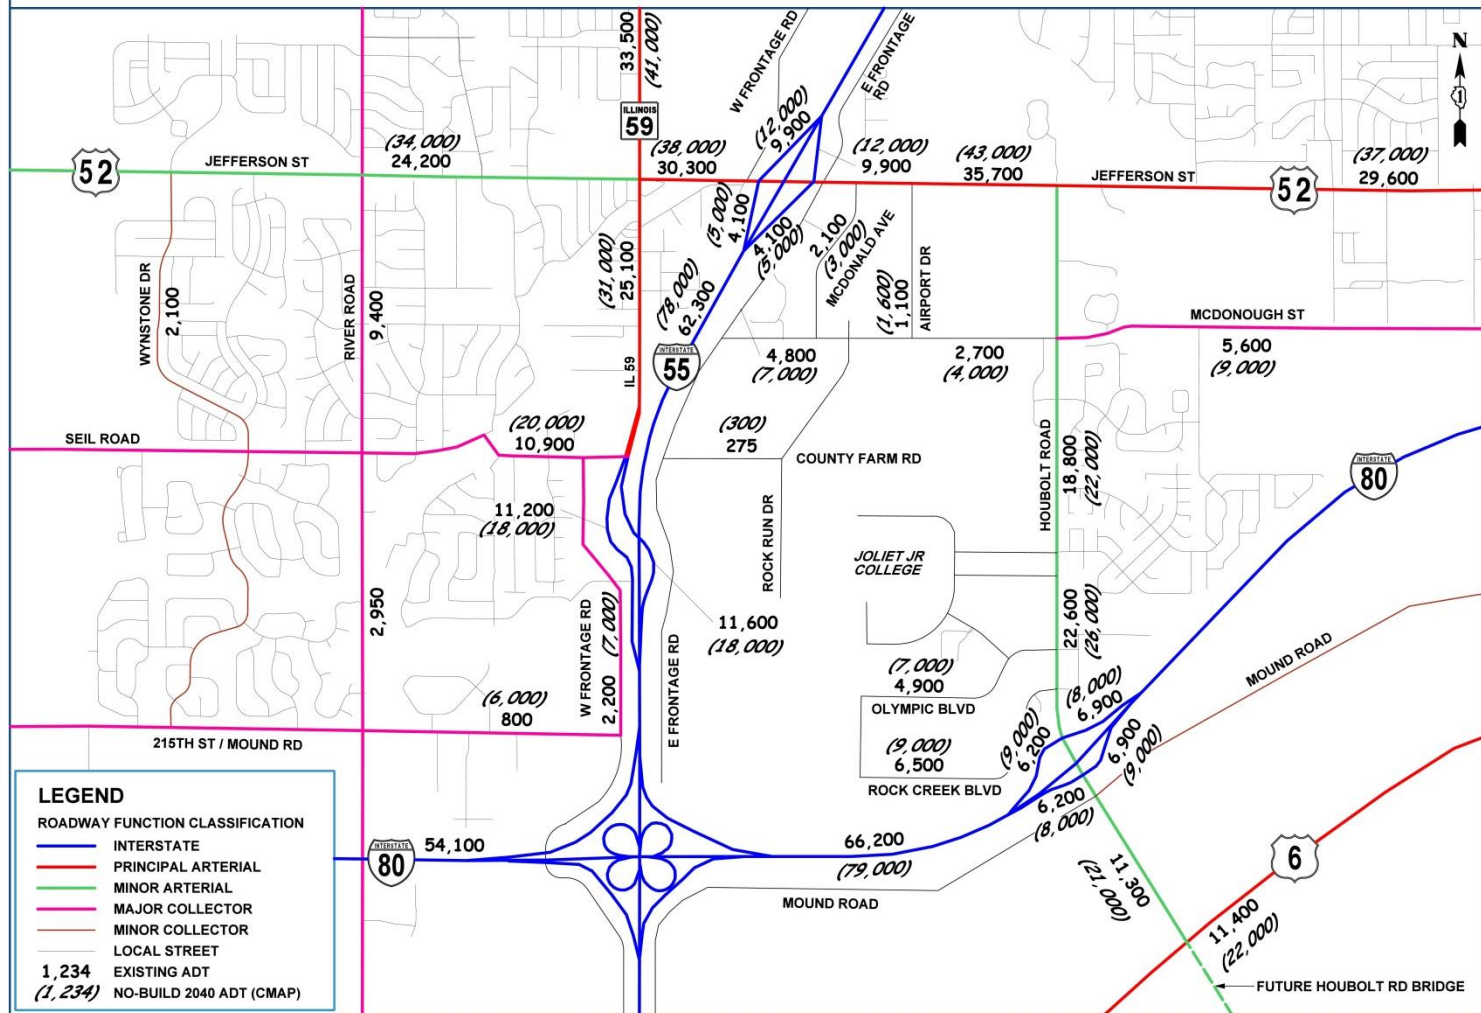 33,500
(41,000)
W FRONTAGE RD
E FRONTAGE
RD
N
1
ILLINOIS
59
(12,000)
9,900
52
JEFFERSON ST
(34,000)
24,200
(38,000)
30,300
(12,000)
9,900
(43,000)
35,700
JEFFERSON ST
52
(37,000)
29,600
(5,000)
4,100
4,100
(5,000)
2,100
(3,000)
MCDONALD AVE
WYNSTONE DR
2,100
RIVER ROAD
9,400
(31,000)
25,100
(78,000)
62,300
(1,600)
1,100
AIRPORT DR
MCDONOUGH ST
5,600
(9,000)
INTERSTATE
55
IL 59
4,800
(7,000)
2,700
(4,000)
SEIL ROAD
(20,000)
10,900
(300)
275
COUNTY FARM RD
HOUBOLT ROAD
18,800
(22,000)
INTERSTATE
80
11,200
(18,000)
ROCK RUN DR
JOLIET JR
COLLEGE
2,950
W FRONTAGE RD
2,200 (7,000)
11,600
(18,000)
E FRONTAGE RD
22,600
(26,000)
MOUND ROAD
(7,000)
4,900
OLYMPIC BLVD
(6,000)
800
215TH ST / MOUND RD
(8,000)
6,900
(9,000)
6,200
6,900
(9,000)
(9,000)
6,500
ROCK CREEK BLVD
6,200
(8,000)
INTERSTATE
80
54,100
66,200
(79,000)
MOUND ROAD
11,300
(21,000)
6
11,400
(22,000)
FUTURE HOUBOLT RD BRIDGE
LEGEND
ROADWAY FUNCTION CLASSIFICATION
INTERSTATE
PRINCIPAL ARTERIAL
MINOR ARTERIAL
MAJOR COLLECTOR
MINOR COLLECTOR
LOCAL STREET
1,234 EXISTING ADT
(1,234) NO-BUILD 2040 ADT (CMAP)